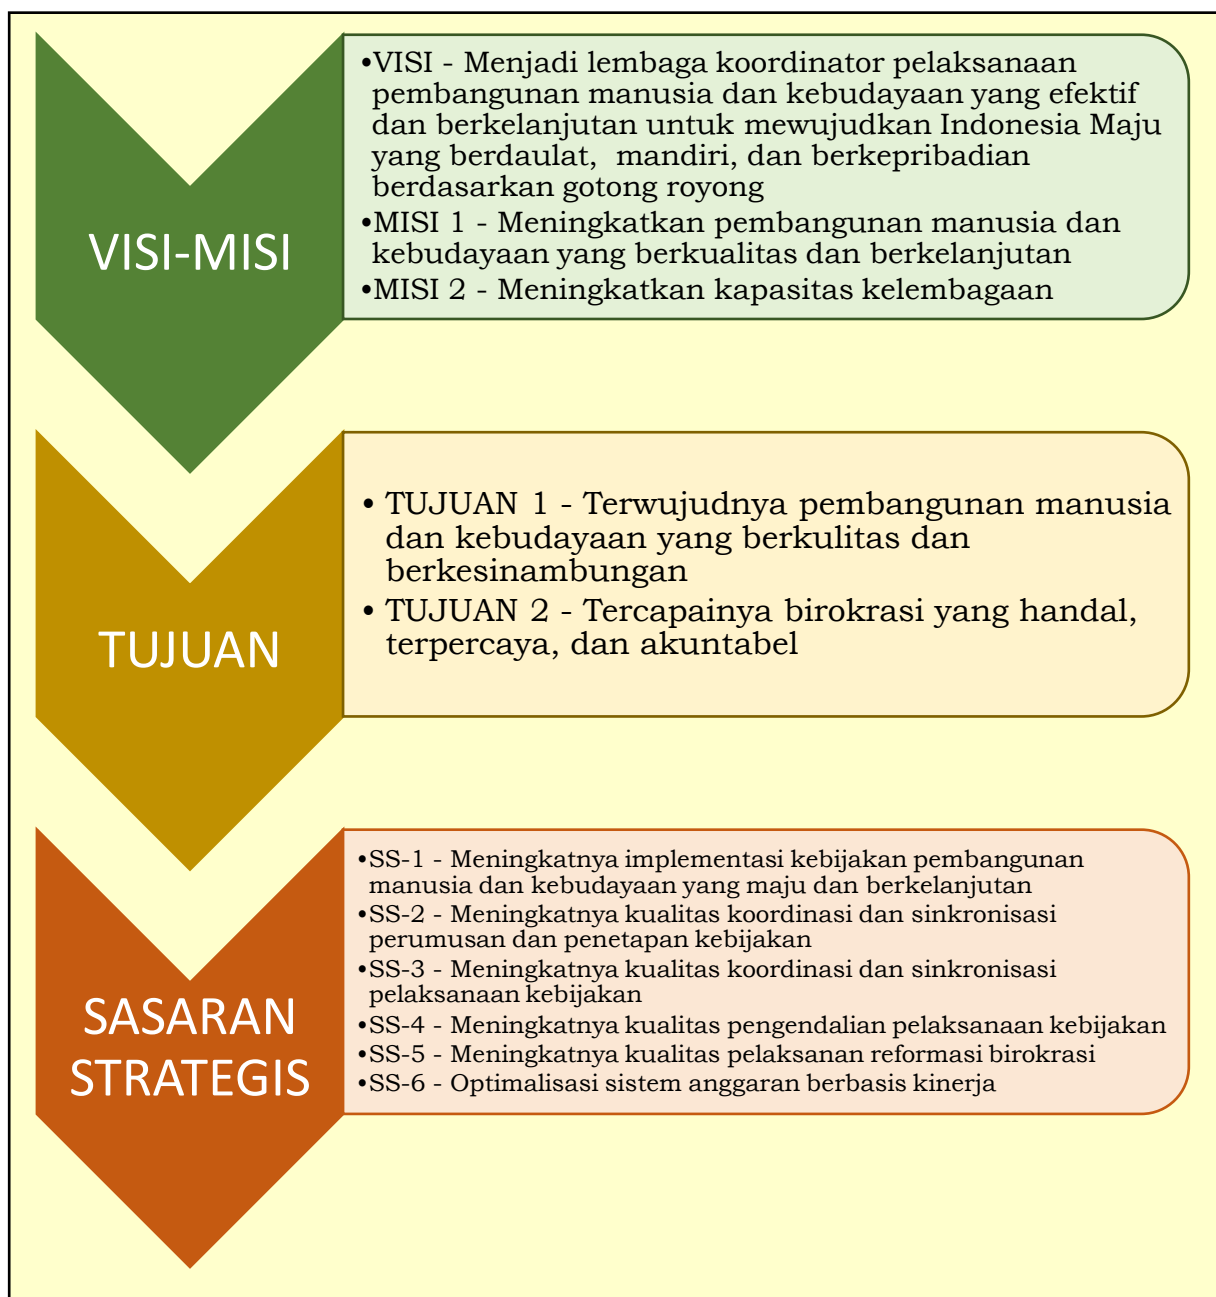 VISI-MISI
•VISI - Menjadi lembaga koordinator pelaksanaan
pembangunan manusia dan kebudayaan yang efektif
dan berkelanjutan untuk mewujudkan Indonesia Maju
yang berdaulat, mandiri, dan berkepribadian
berdasarkan gotong royong
•MISI 1 - Meningkatkan pembangunan manusia dan
kebudayaan yang berkualitas dan berkelanjutan
•MISI 2 - Meningkatkan kapasitas kelembagaan
TUJUAN
• TUJUAN 1 - Terwujudnya pembangunan manusia
dan kebudayaan yang berkulitas dan
berkesinambungan
• TUJUAN 2 - Tercapainya birokrasi yang handal,
terpercaya, dan akuntabel
SASARAN
STRATEGIS
•SS-1 - Meningkatnya implementasi kebijakan pembangunan
manusia dan kebudayaan yang maju dan berkelanjutan
•SS-2 - Meningkatnya kualitas koordinasi dan sinkronisasi
perumusan dan penetapan kebijakan
•SS-3 - Meningkatnya kualitas koordinasi dan sinkronisasi
pelaksanaan kebijakan
•SS-4 - Meningkatnya kualitas pengendalian pelaksanaan kebijakan
•SS-5 - Meningkatnya kualitas pelaksanan reformasi birokrasi
•SS-6 - Optimalisasi sistem anggaran berbasis kinerja